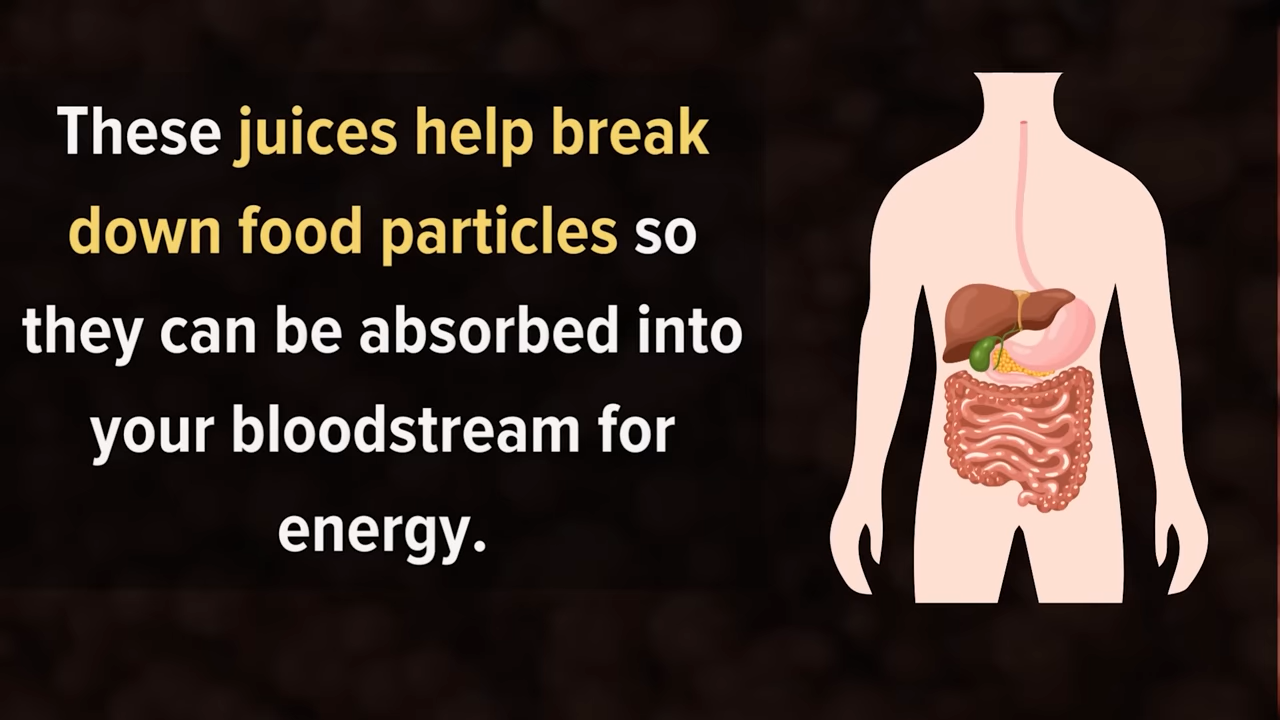 These juices help break
down food particles so
they can be absorbed into
your bloodstream for
energy.